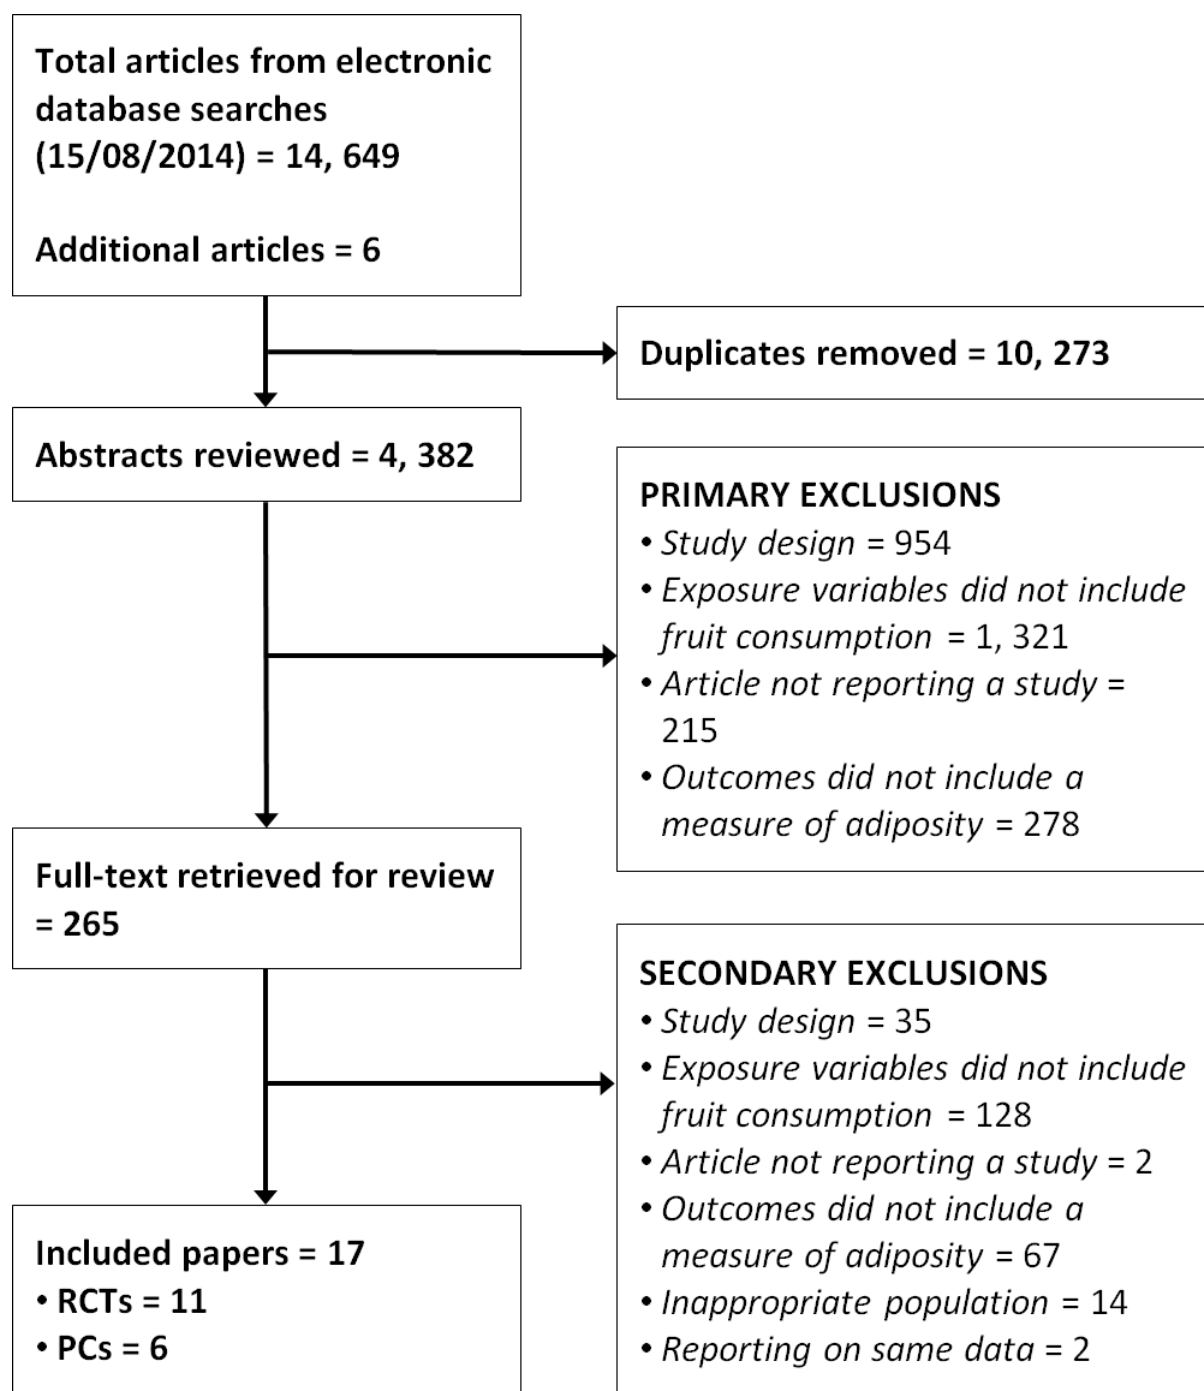 Total articles from electronic
database searches
(15/08/2014) = 14, 649
Additional articles = 6
Duplicates removed = 10, 273
Abstracts reviewed = 4, 382
PRIMARY EXCLUSIONS
• Study design = 954
• Exposure variables did not include
fruit consumption = 1, 321
• Article not reporting a study =
215
• Outcomes did not include a
measure of adiposity = 278
Full-text retrieved for review
= 265
SECONDARY EXCLUSIONS
• Study design = 35
• Exposure variables did not include
fruit consumption = 128
• Article not reporting a study = 2
• Outcomes did not include a
measure of adiposity = 67
• Inappropriate population = 14
• Reporting on same data = 2
Included papers = 17
• RCTs = 11
• PCs = 6